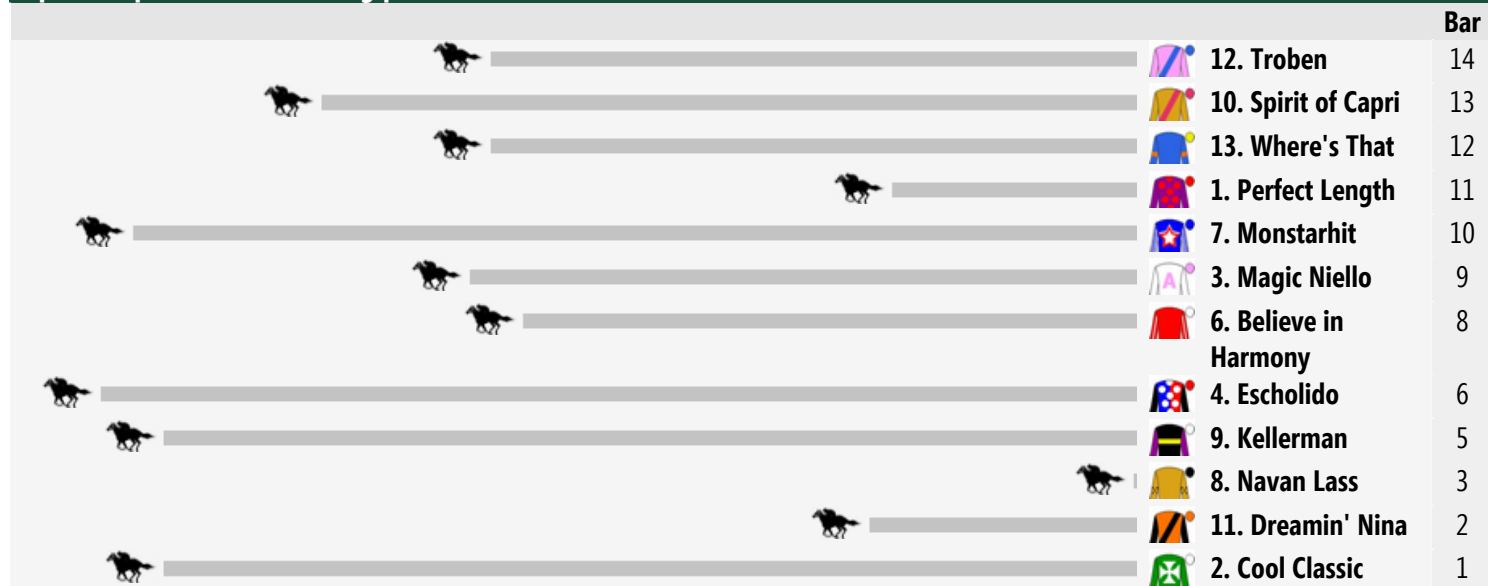 Bar
12. Troben 14
10. Spirit of Capri 13
13. Where's That 12
1. Perfect Length 11
7. Monstarhit 10
A 3. Magic Niello 9
6. Believe in 8
Harmony
4. Escholido 6
9. Kellerman 5
8. Navan Lass 3
11. Dreamin' Nina 2
2. Cool Classic 1